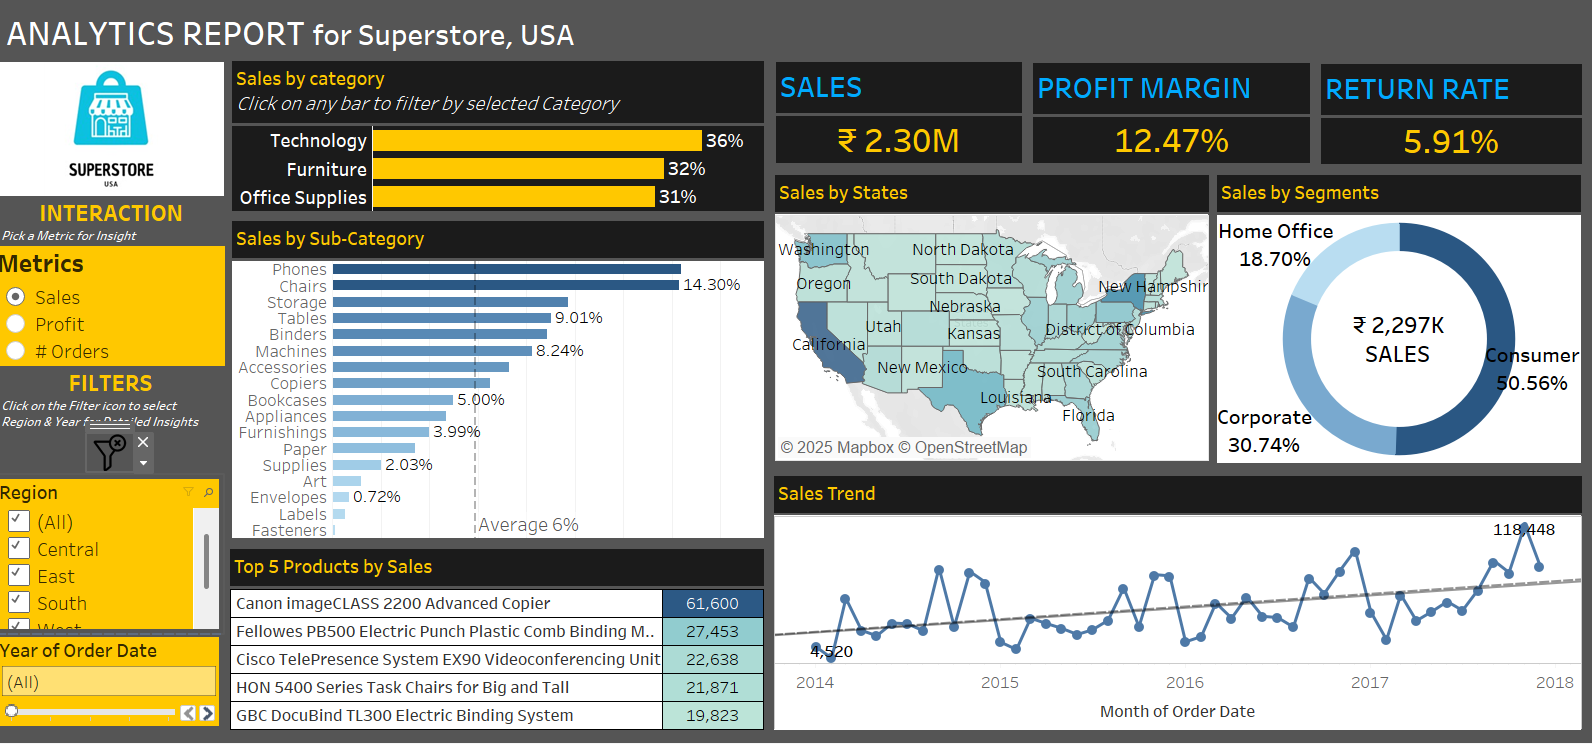 ANALYTICS REPORT for Superstore, USA
SUPERSTORE
USA
INTERACTION
Pick a Metric for Insight
Metrics
Sales
Profit
# Orders
FILTERS
Click on the Filter icon to select
Region & Year for Detailed Insights
Region
(All)
Central
East
South
West
Year of Order Date
(All)
Sales by category
Click on any bar to filter by selected Category
Technology 36%
Furniture 32%
Office Supplies 31%
Sales by Sub-Category
Phones
Chairs 14.30%
Storage
Tables 9.01%
Binders
Machines 8.24%
Accessories
Copiers
Bookcases 5.00%
Appliances
Furnishings 3.99%
Paper
Supplies 2.03%
Art
Envelopes 0.72%
Labels
Fasteners
Average 6%
Top 5 Products by Sales
Canon imageCLASS 2200 Advanced Copier 61,600
Fellowes PB500 Electric Punch Plastic Comb Binding M.. 27,453
Cisco TelePresence System EX90 Videoconferencing Unit 22,638
HON 5400 Series Task Chairs for Big and Tall 21,871
GBC DocuBind TL300 Electric Binding System 19,823
SALES
₹ 2.30M
PROFIT MARGIN
12.47%
RETURN RATE
5.91%
Sales by States
Washington
North Dakota
Oregon
South Dakota
New Hampshir
Nebraska
Utah
Kansas
District of Columbia
California
New Mexico
South Carolina
Louisiana
Florida
© 2025 Mapbox © OpenStreetMap
Sales by Segments
Home Office
18.70%
₹ 2,297K
SALES
Consumer
50.56%
Corporate
30.74%
Sales Trend
118,448
4,520
2014 2015 2016 2017 2018
Month of Order Date